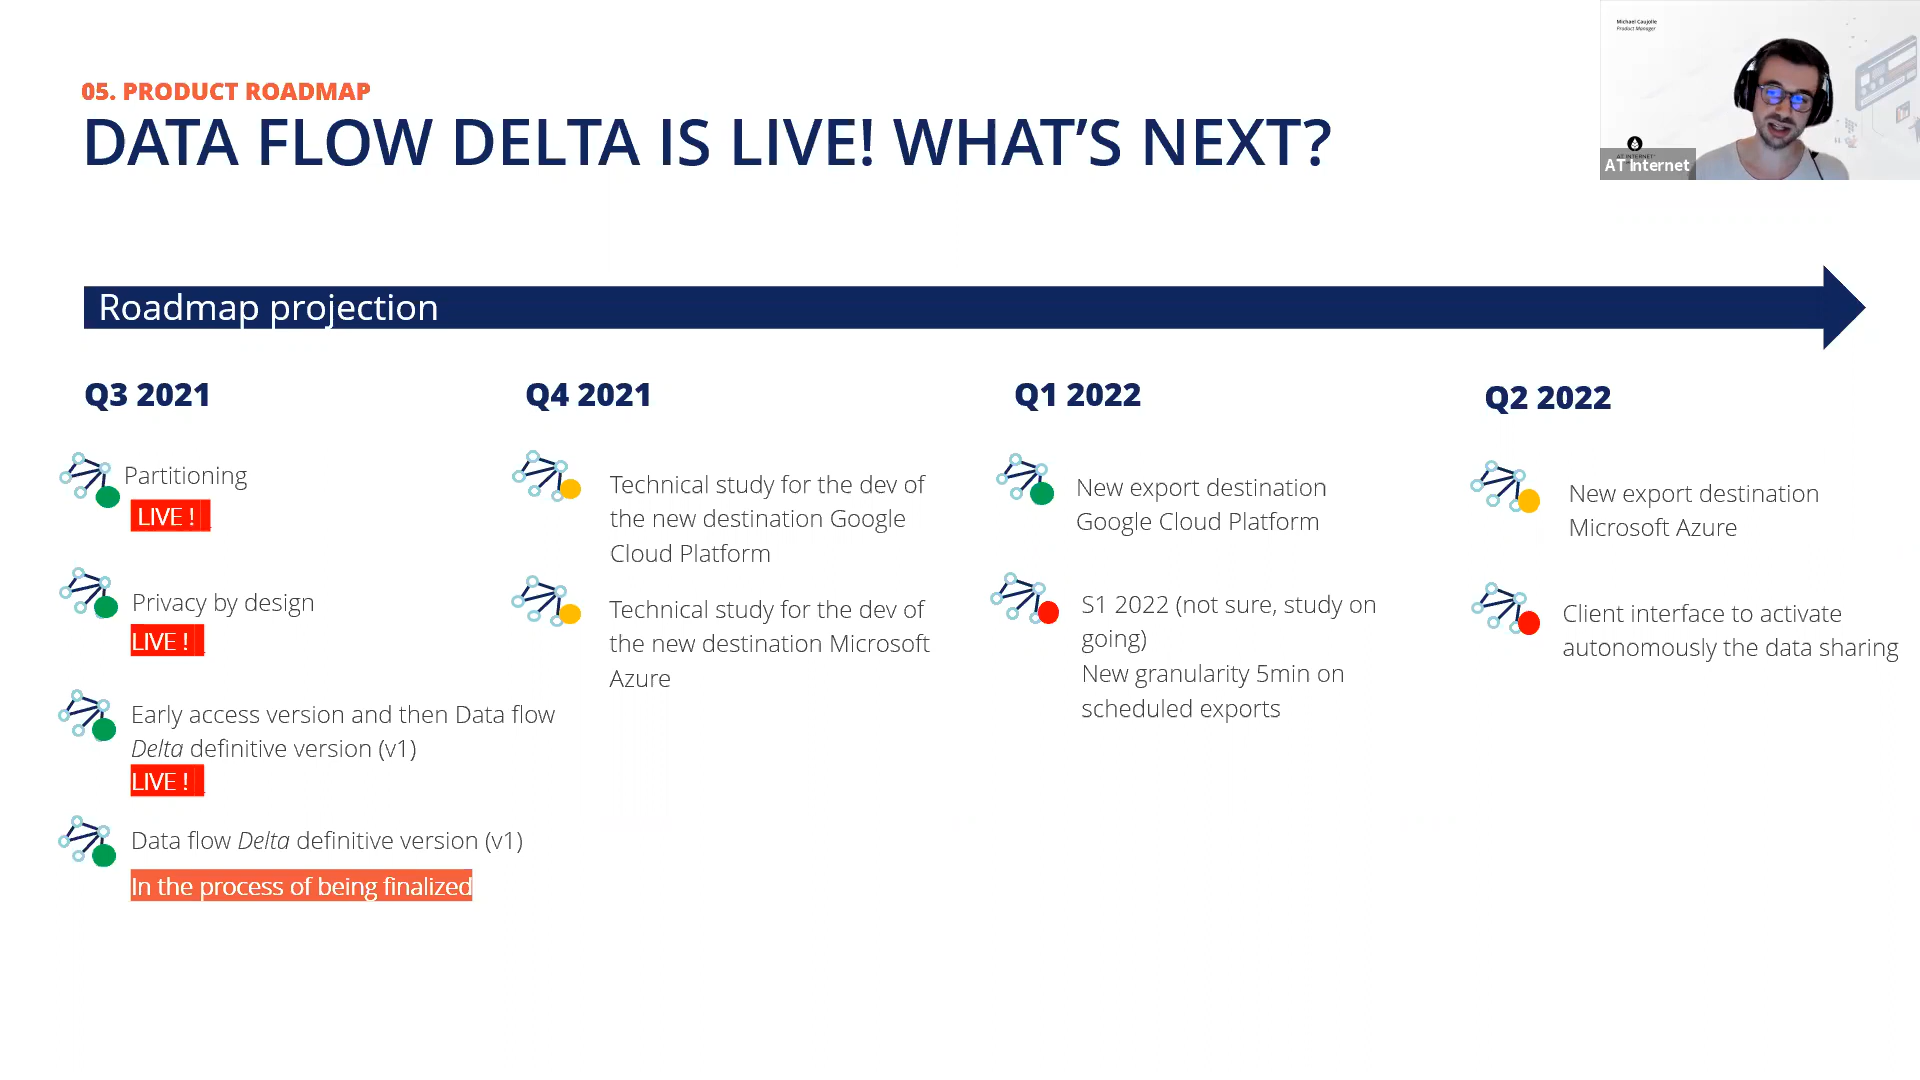 Michael Caujolle
Product Manager
AT Internet
05. PRODUCT ROADMAP
DATA FLOW DELTA IS LIVE! WHAT’S NEXT?
Roadmap projection
Q3 2021
Partitioning
LIVE !
Privacy by design
LIVE !
Early access version and then Data flow
Delta definitive version (v1)
LIVE !
Data flow Delta definitive version (v1)
In the process of being finalized
Q4 2021
Technical study for the dev of
the new destination Google
Cloud Platform
Technical study for the dev of
the new destination Microsoft
Azure
Q1 2022
New export destination
Google Cloud Platform
S1 2022 (not sure, study on
going)
New granularity 5min on
scheduled exports
Q2 2022
New export destination
Microsoft Azure
Client interface to activate
autonomously the data sharing